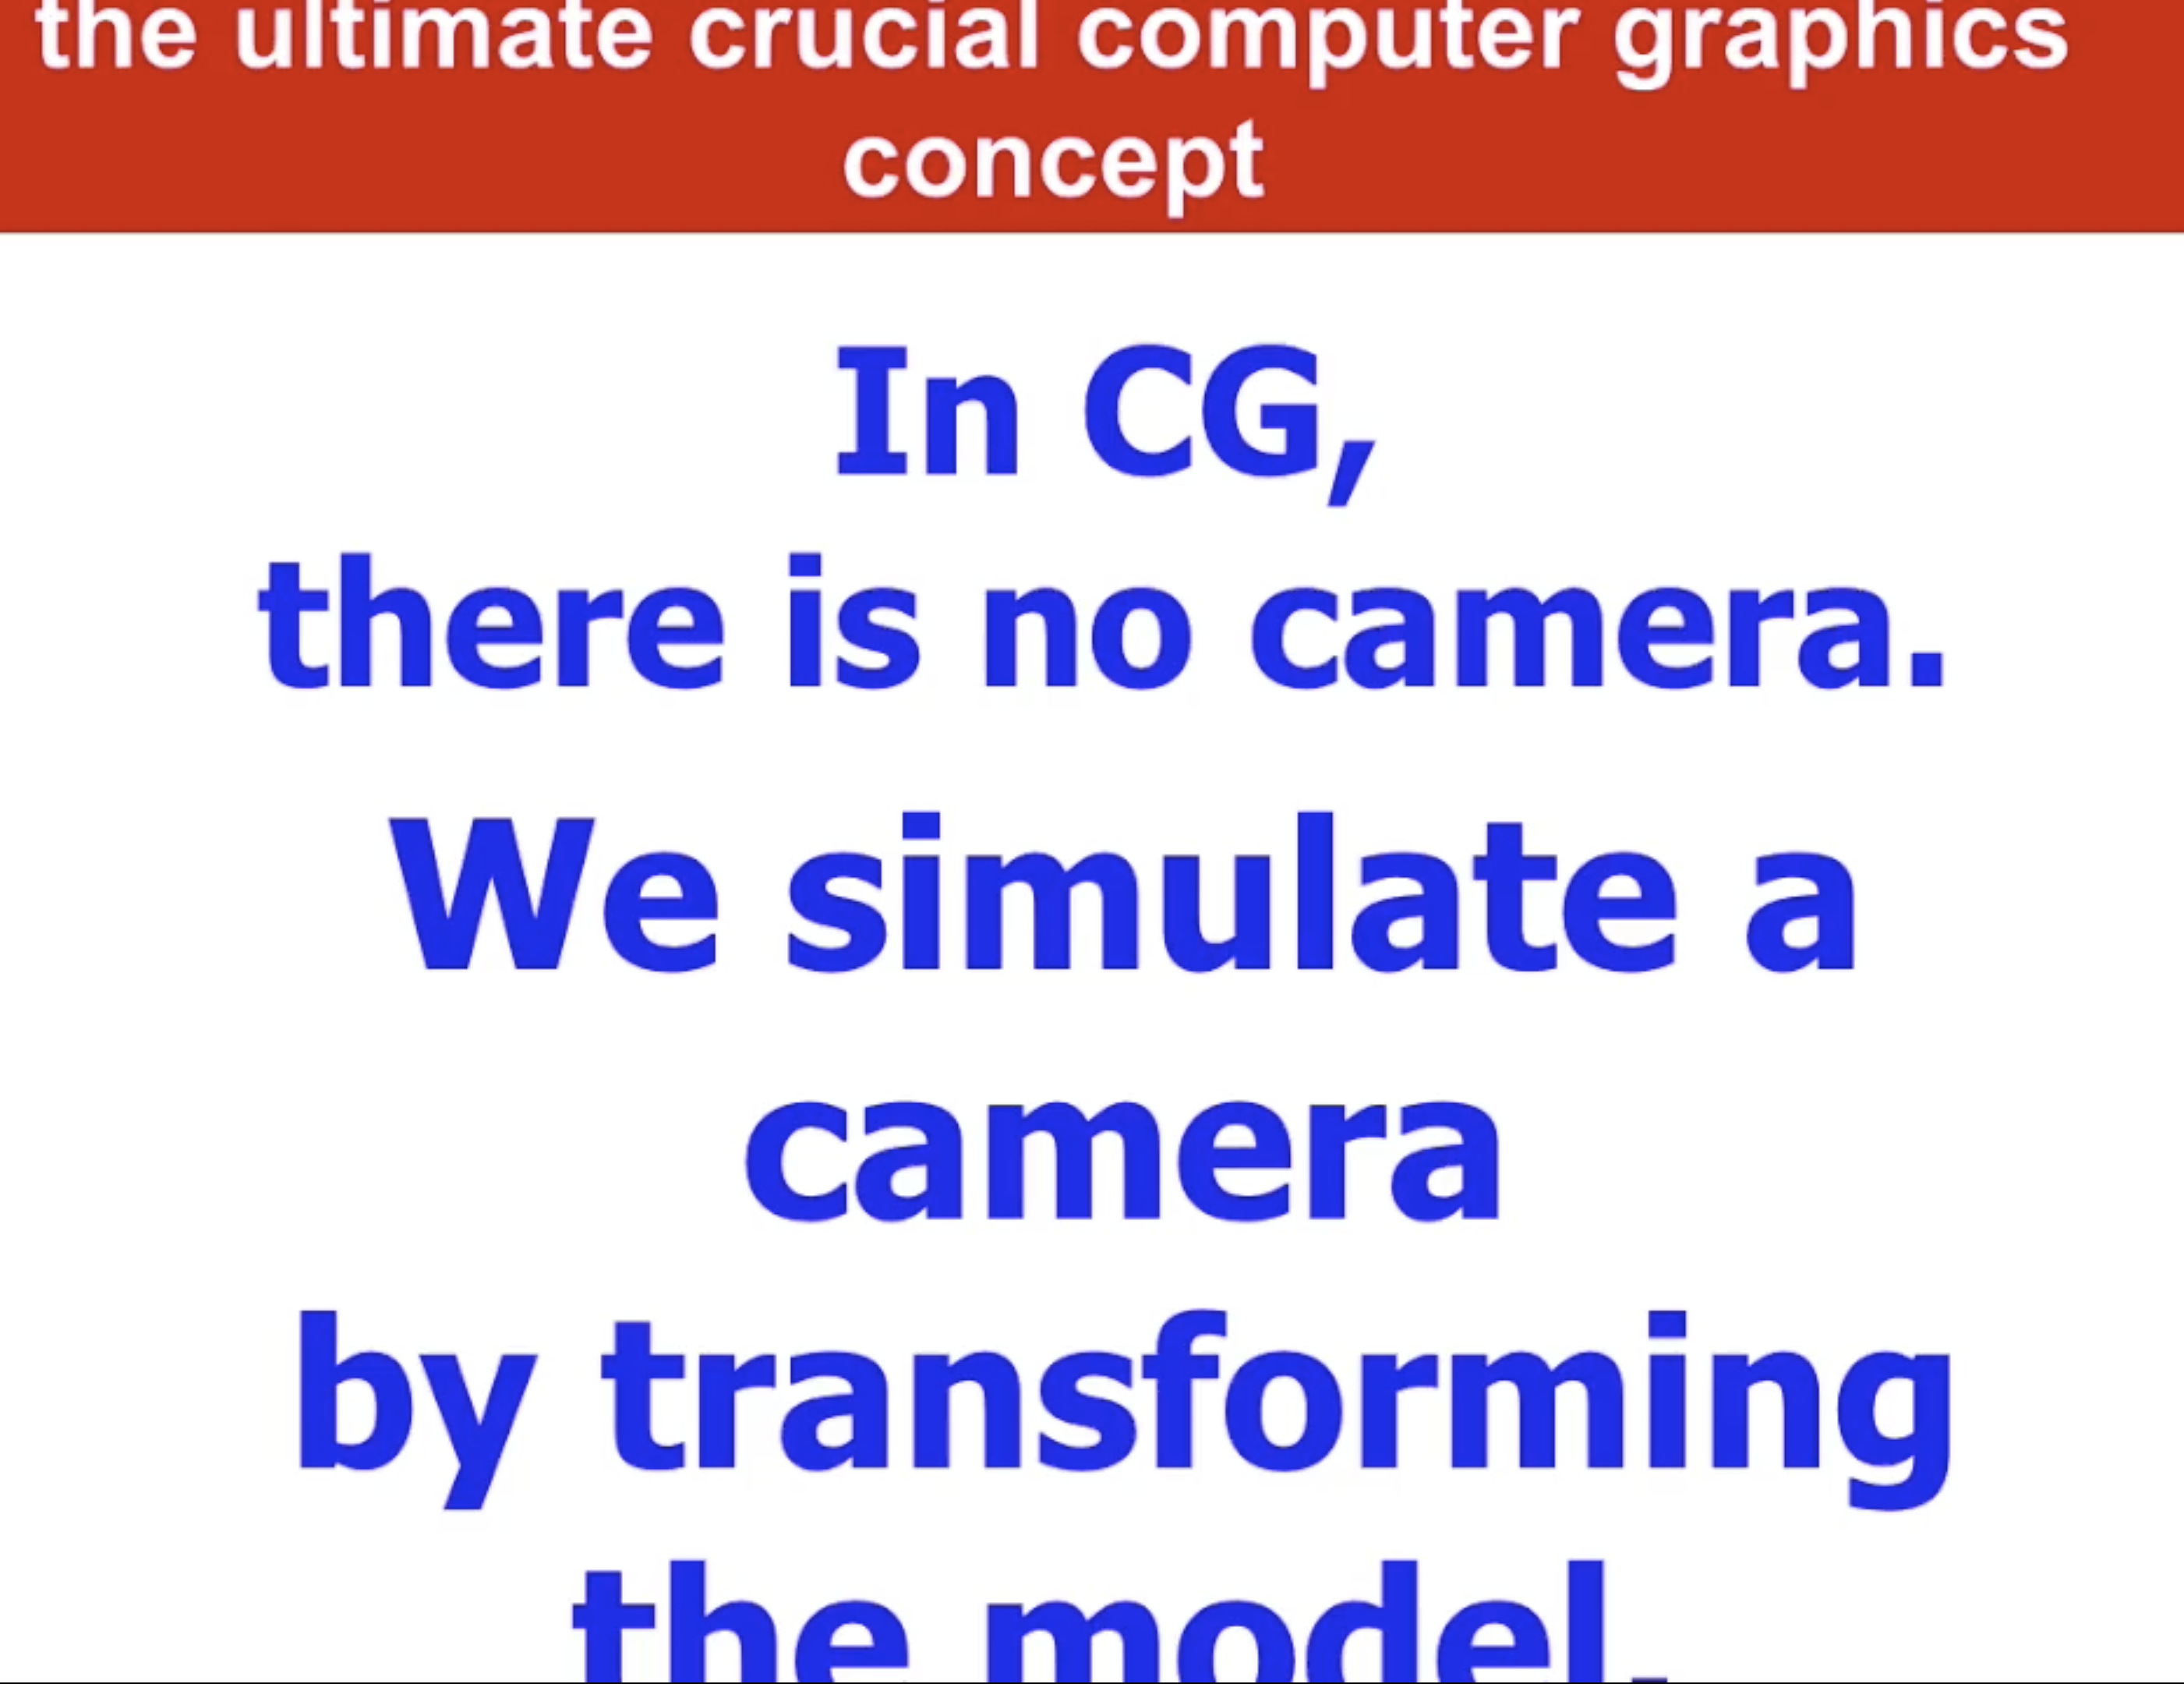 the ultimate crucial computer graphics
concept
In CG,
there is no camera.
We simulate a
camera
by transforming
the model.